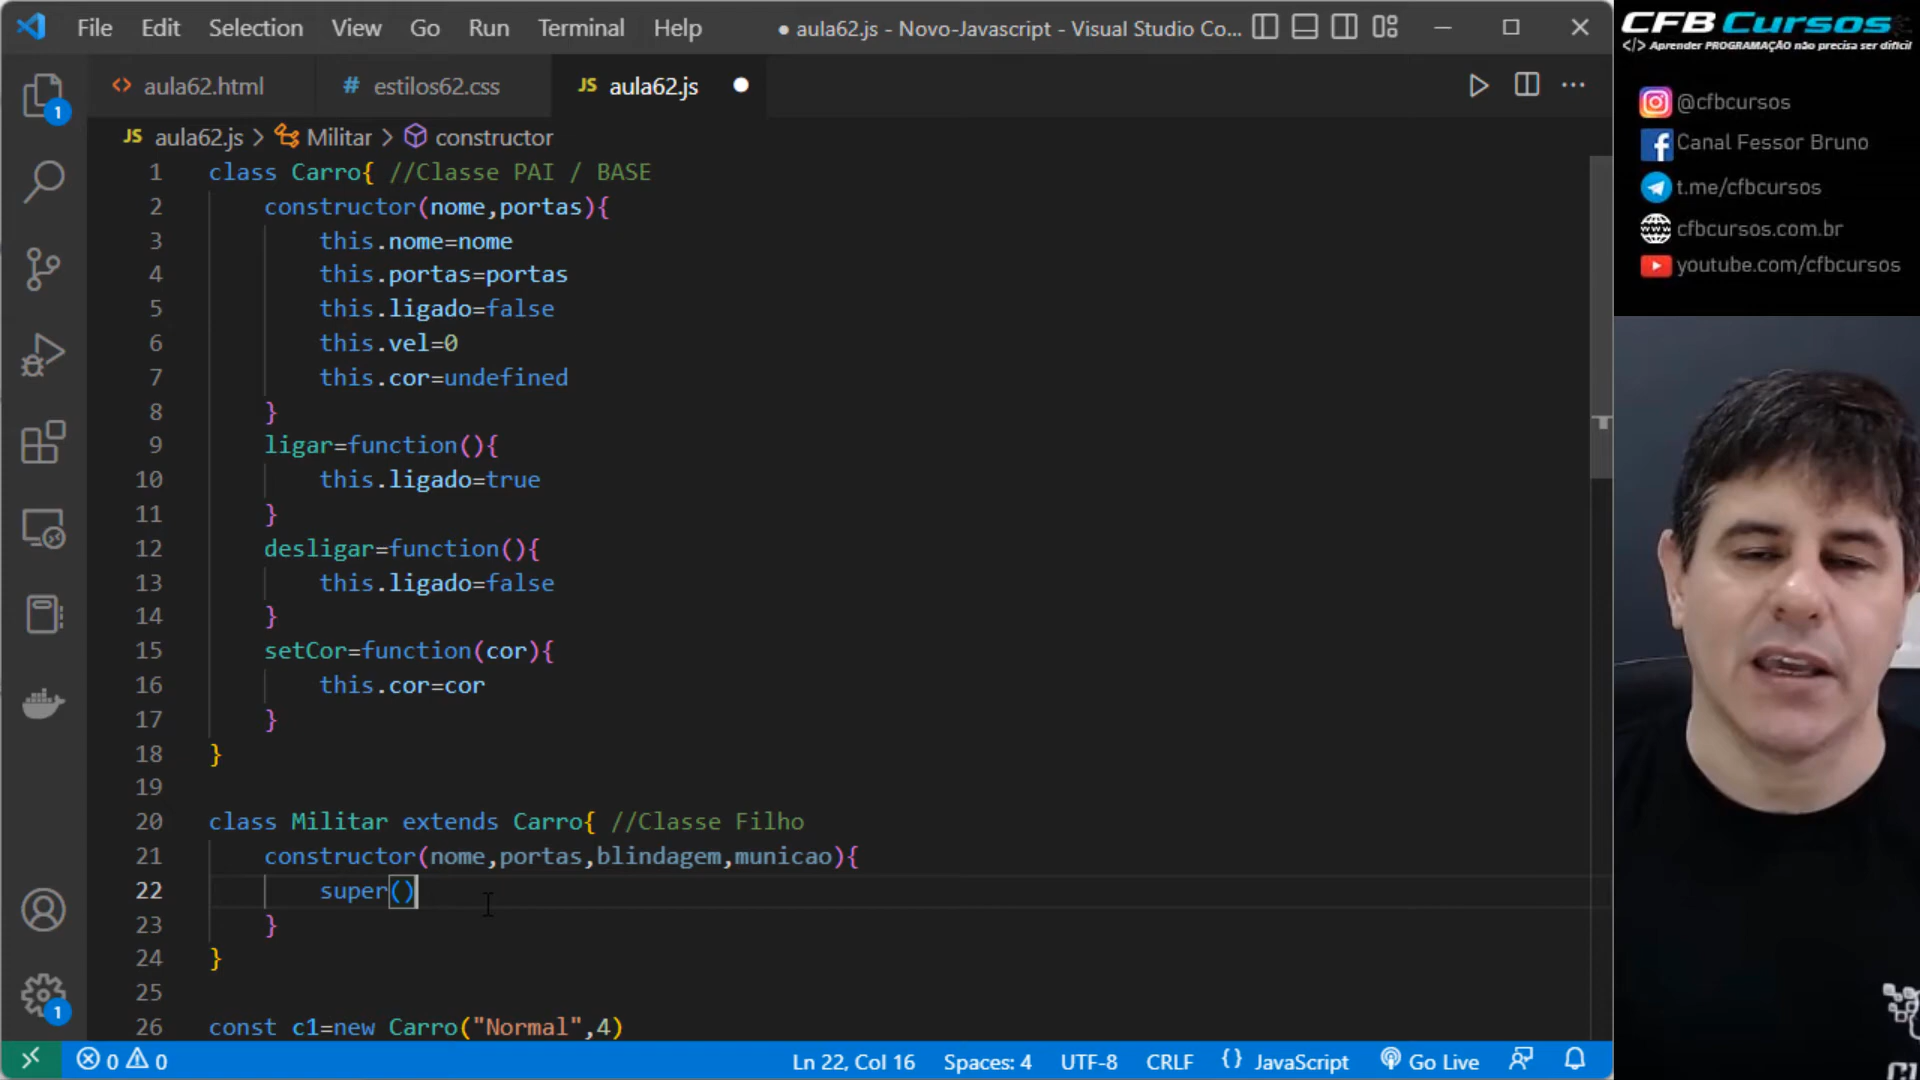 File Edit Selection View Go Run Terminal Help ● aula62.js - Novo-Javascript - Visual Studio Co...
<> aula62.html # estilos62.css JS aula62.js
JS aula62.js > Militar > constructor
1 class Carro{ //Classe PAI / BASE
2 constructor(nome,portas){
3 this.nome=nome
4 this.portas=portas
5 this.ligado=false
6 this.vel=0
7 this.cor=undefined
8 }
9 ligar=function(){
10 this.ligado=true
11 }
12 desligar=function(){
13 this.ligado=false
14 }
15 setCor=function(cor){
16 this.cor=cor
17 }
18 }
19
20 class Militar extends Carro{ //Classe Filho
21 constructor(nome,portas,blindagem,municao){
22 super()
23 }
24 }
25
26 const c1=new Carro("Normal",4)
1
1
0 0 Ln 22, Col 16 Spaces: 4 UTF-8 CRLF {} JavaScript Go Live
CFB Cursos
</> Aprender PROGRAMAÇÃO não precisa ser difícil
@cfbcursos
Canal Fessor Bruno
t.me/cfbcursos
cfbcursos.com.br
youtube.com/cfbcursos